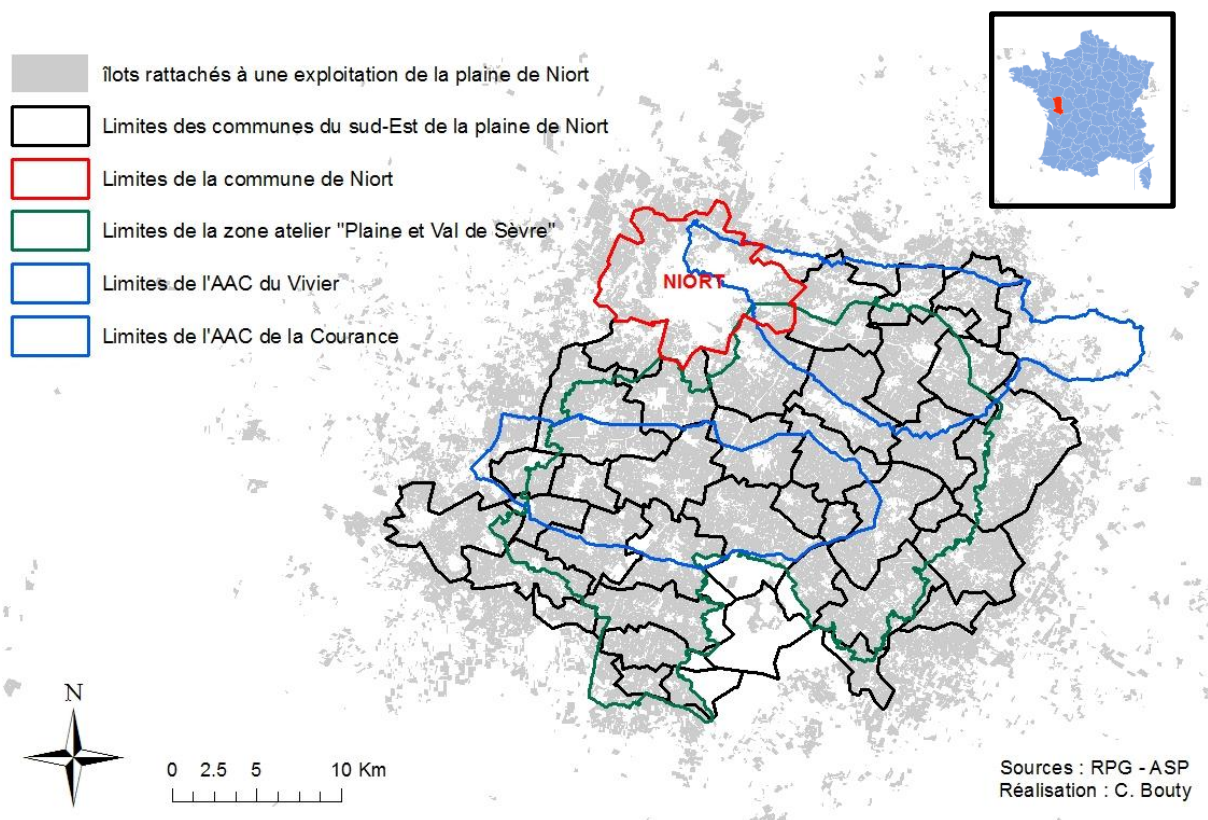 îlots rattachés à une exploitation de la plaine de Niort
Limites des communes du sud-Est de la plaine de Niort
Limites de la commune de Niort
Limites de la zone atelier "Plaine et Val de Sèvre"
Limites de l'AAC du Vivier
Limites de l'AAC de la Courance
NIORT
N
0 2.5 5 10 Km
Sources : RPG - ASP
Réalisation : C. Bouty